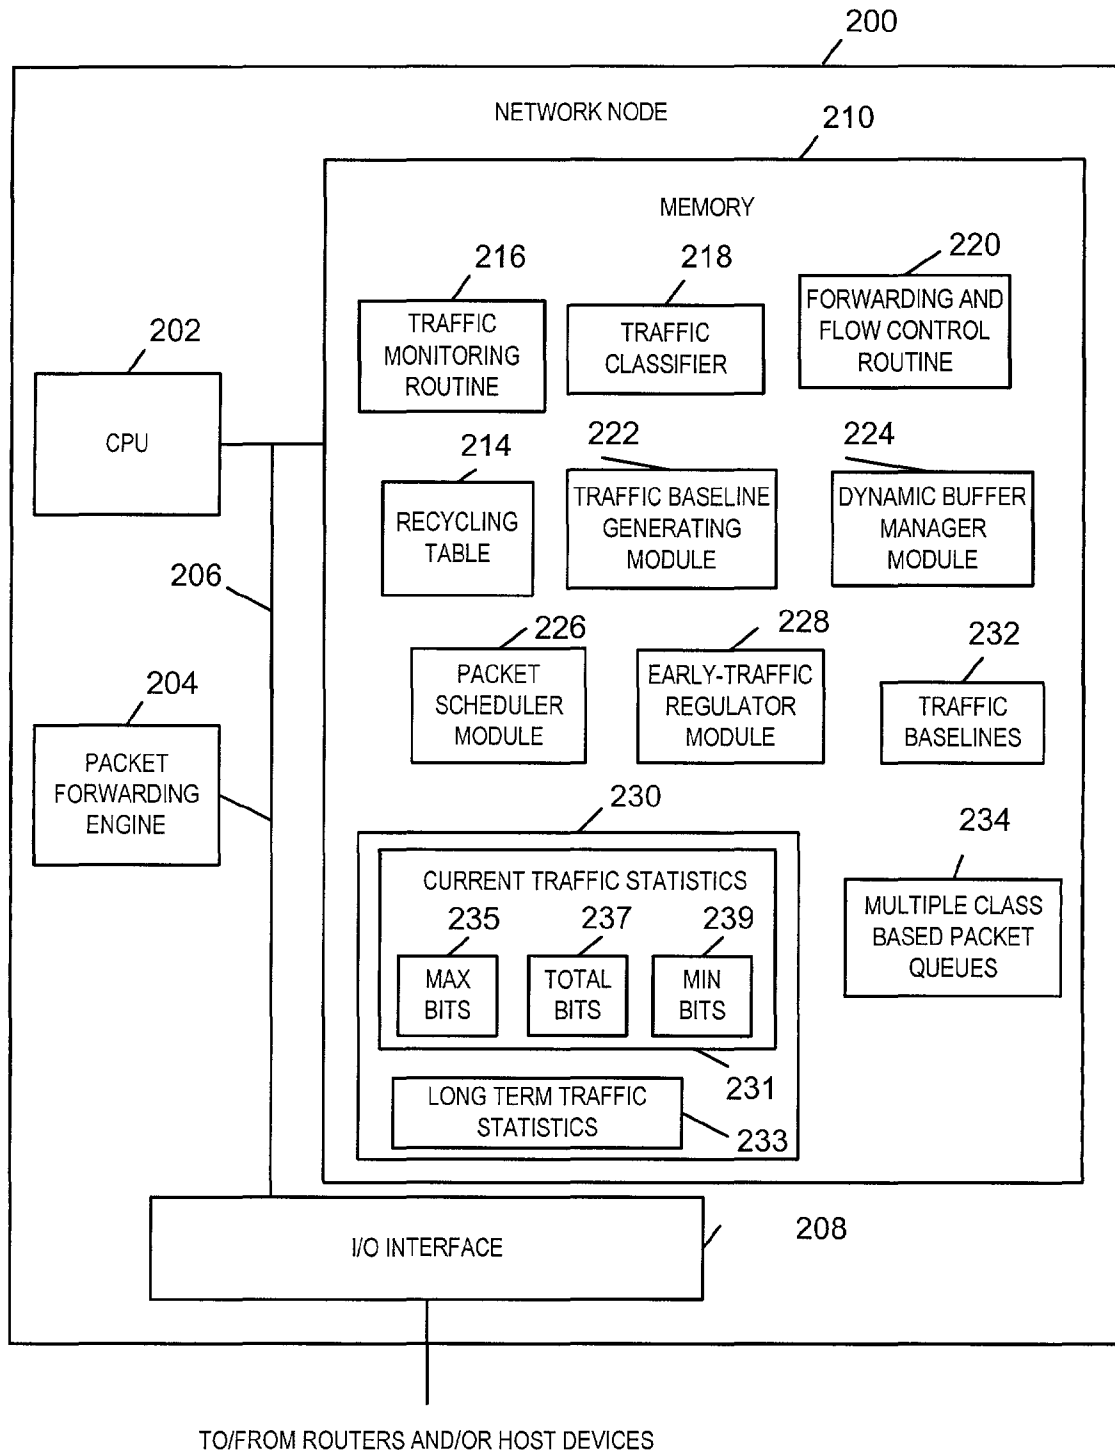 200
NETWORK NODE
210
MEMORY
216
218
220
TRAFFIC
MONITORING
ROUTINE
TRAFFIC
CLASSIFIER
FORWARDING AND
FLOW CONTROL
ROUTINE
202
CPU
214
222
224
RECYCLING
TABLE
TRAFFIC BASELINE
GENERATING
MODULE
DYNAMIC BUFFER
MANAGER
MODULE
206
226
228
232
PACKET
SCHEDULER
MODULE
EARLY-TRAFFIC
REGULATOR
MODULE
TRAFFIC
BASELINES
204
PACKET
FORWARDING
ENGINE
230
234
CURRENT TRAFFIC STATISTICS
235
237
239
MAX
BITS
TOTAL
BITS
MIN
BITS
MULTIPLE CLASS
BASED PACKET
QUEUES
231
LONG TERM TRAFFIC
STATISTICS
233
I/O INTERFACE
208
TO/FROM ROUTERS AND/OR HOST DEVICES